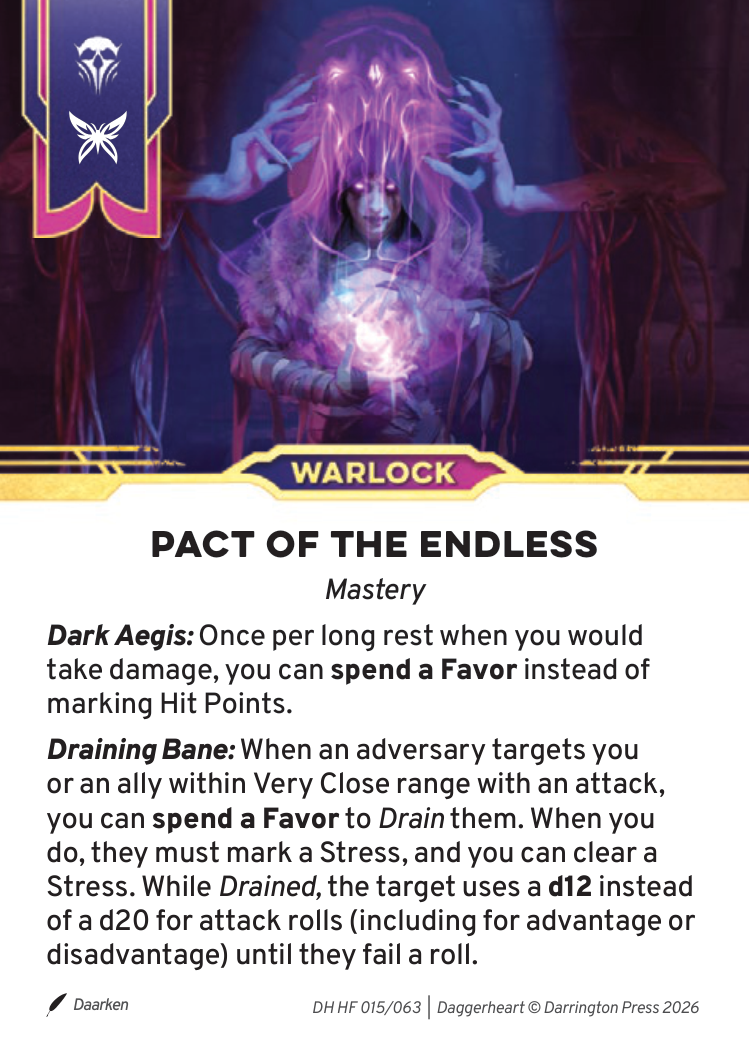 WARLOCK
PACT OF THE ENDLESS
Mastery
Dark Aegis: Once per long rest when you would
take damage, you can spend a Favor instead of
marking Hit Points.
Draining Bane: When an adversary targets you
or an ally within Very Close range with an attack,
you can spend a Favor to Drain them. When you
do, they must mark a Stress, and you can clear a
Stress. While Drained, the target uses a d12 instead
of a d20 for attack rolls (including for advantage or
disadvantage) until they fail a roll.
Daarken
DH HF 015/063 | Daggerheart © Darrington Press 2026